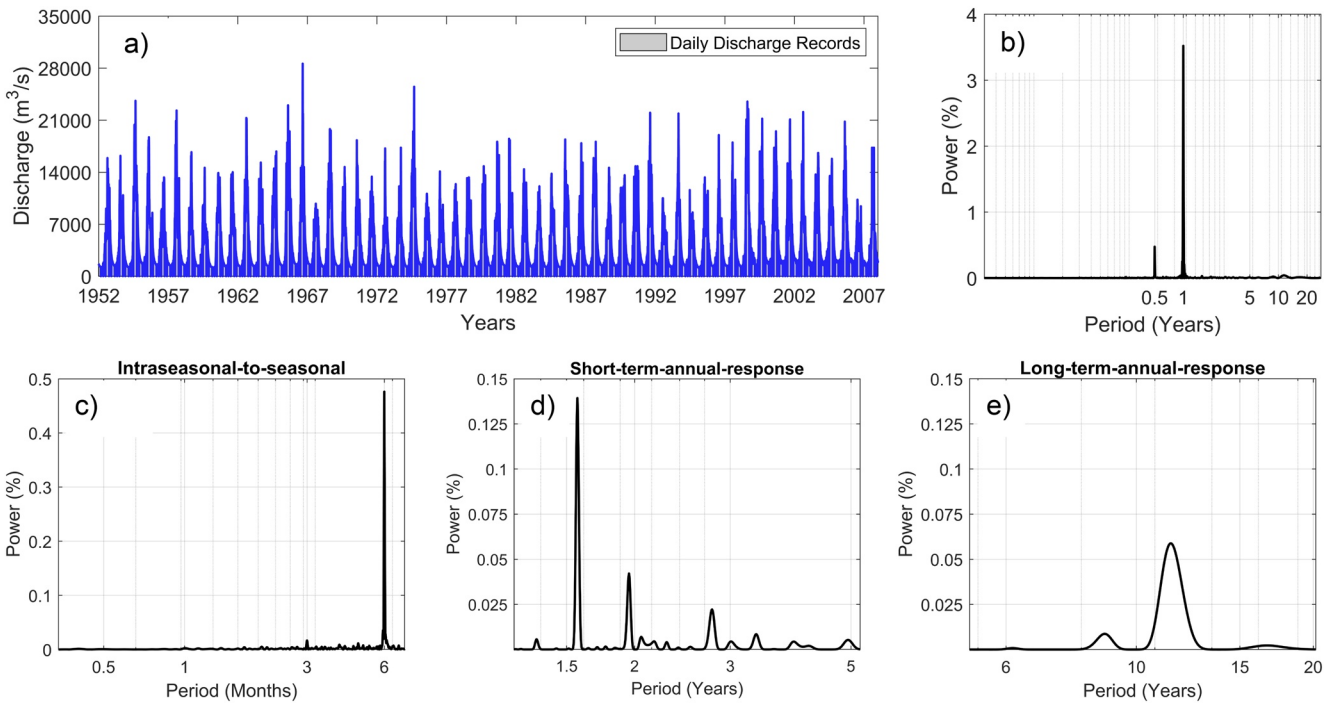 a)
Daily Discharge Records
Discharge (m³/s)
35000
28000
21000
14000
7000
0
1952 1957 1962 1967 1972 1977 1982 1987 1992 1997 2002 2007
Years
b)
Power (%)
4
3
2
1
0
0.5 1 5 10 20
Period (Years)
Intraseasonal-to-seasonal
c)
Power (%)
0.5
0.4
0.3
0.2
0.1
0
0.5 1 3 6
Period (Months)
Short-term-annual-response
d)
Power (%)
0.15
0.125
0.1
0.075
0.05
0.025
1.5 2 3 5
Period (Years)
Long-term-annual-response
e)
Power (%)
0.15
0.125
0.1
0.075
0.05
0.025
6 10 15 20
Period (Years)